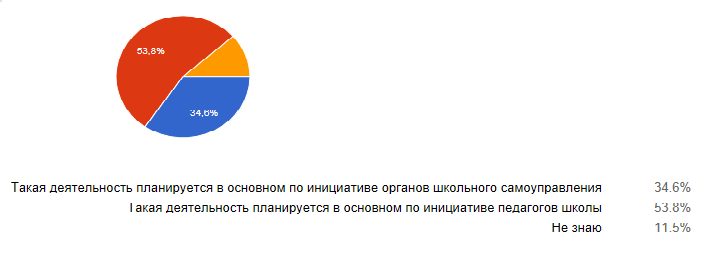 53,8%
34,6%
Такая деятельность планируется в основном по инициативе органов школьного самоуправления 34.6%
Такая деятельность планируется в основном по инициативе педагогов школы 53.8%
Не знаю 11.5%